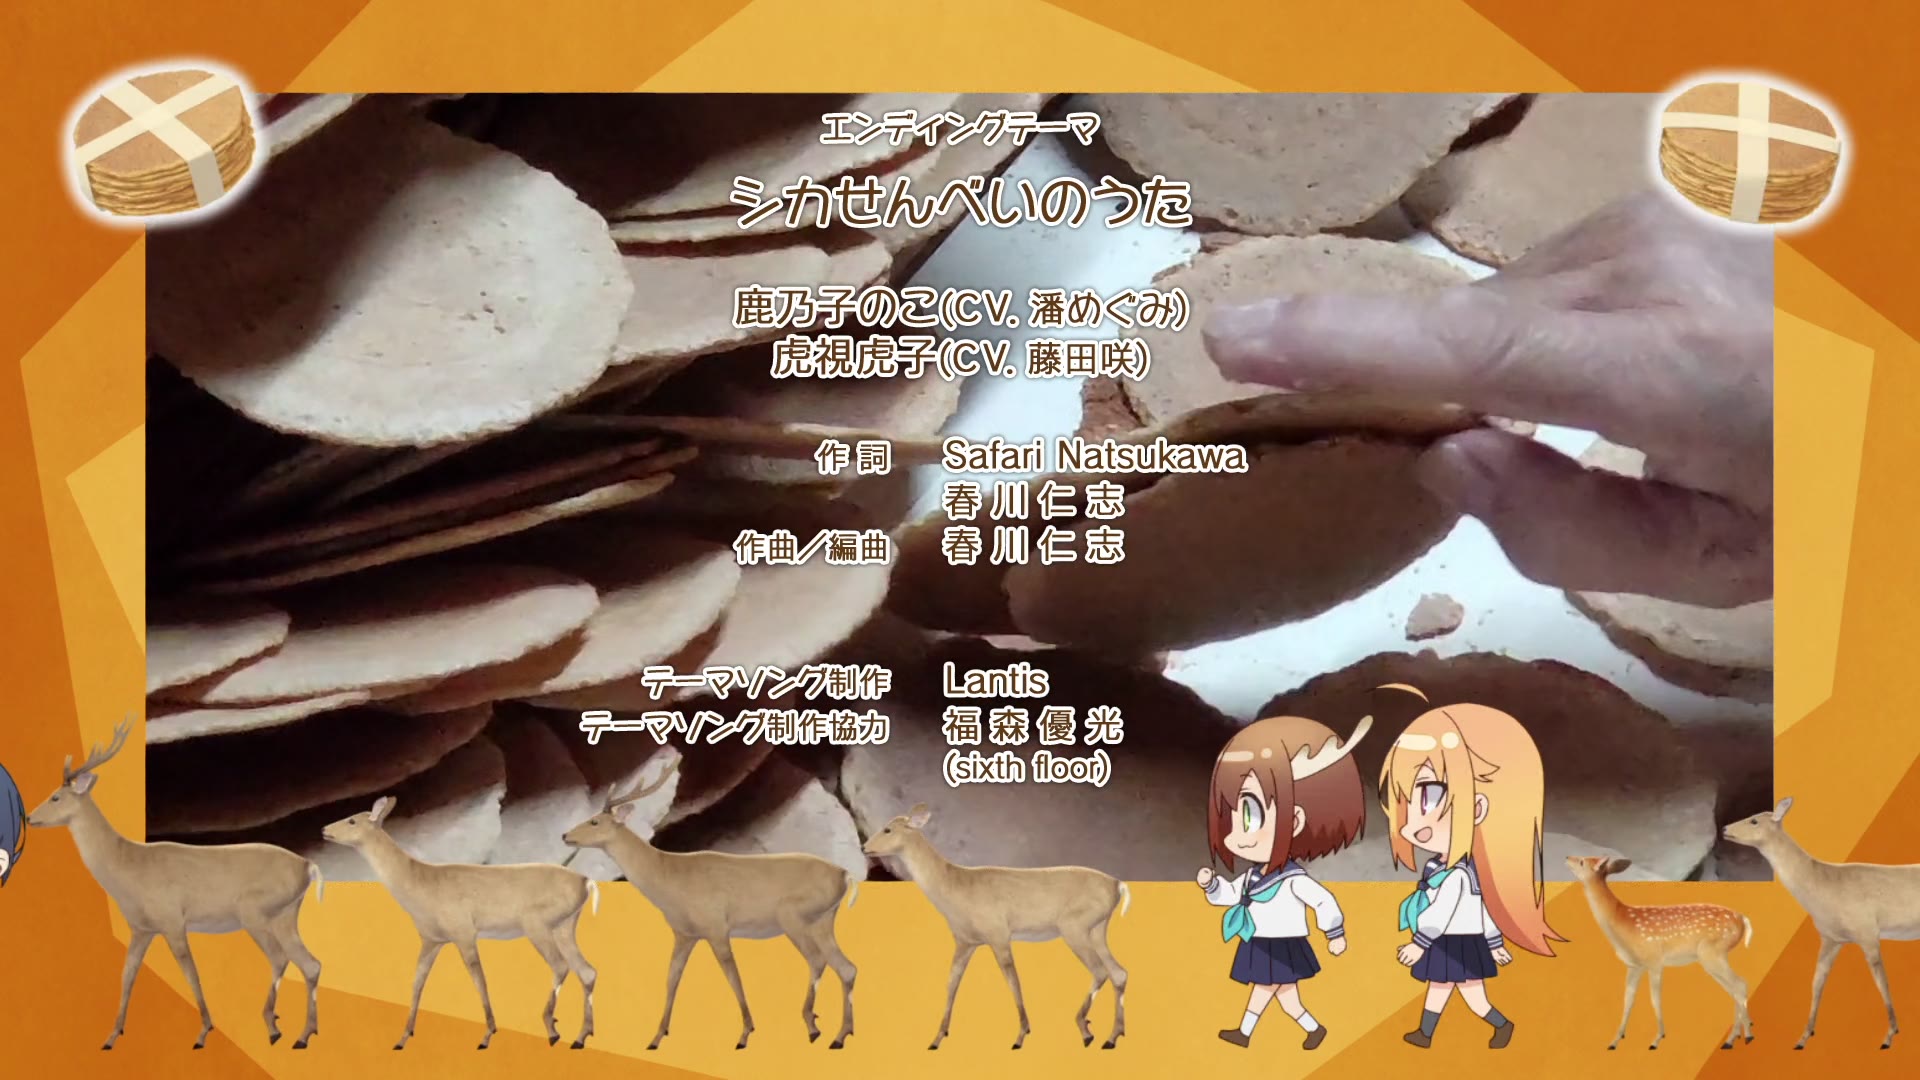 エンディングテーマ
シカせんべいのうた
鹿乃子のこ(CV. 潘めぐみ)
虎視虎子(CV. 藤田咲)
作 詞 Safari Natsukawa
春 川 仁 志
作曲／編曲 春 川 仁 志
テーマソング制作 Lantis
テーマソング制作協力 福 森 優 光
(sixth floor)